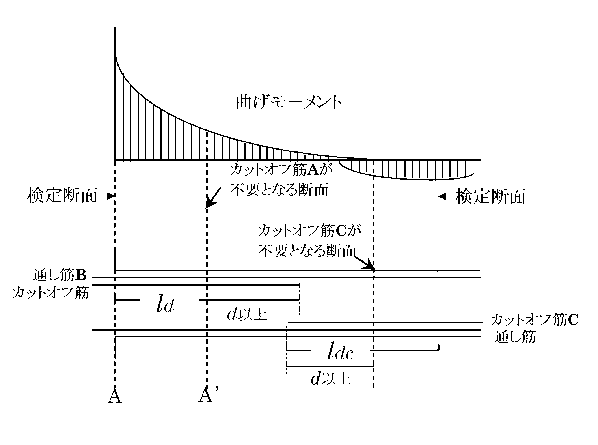 曲げモーメント
カットオフ筋Aが
不要となる断面
検定断面
検定断面
カットオフ筋Cが
不要となる断面
通し筋B
カットオフ筋
ld
d以上
カットオフ筋C
通し筋
ldc
d以上
A
A'